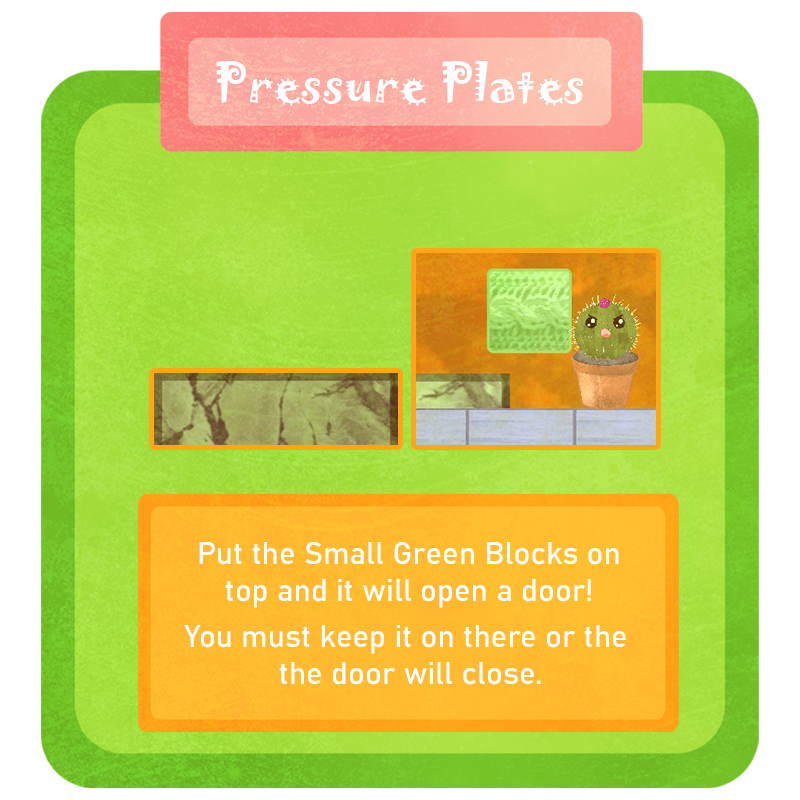 Pressure Plates
Put the Small Green Blocks on
top and it will open a door!
You must keep it on there or the
the door will close.